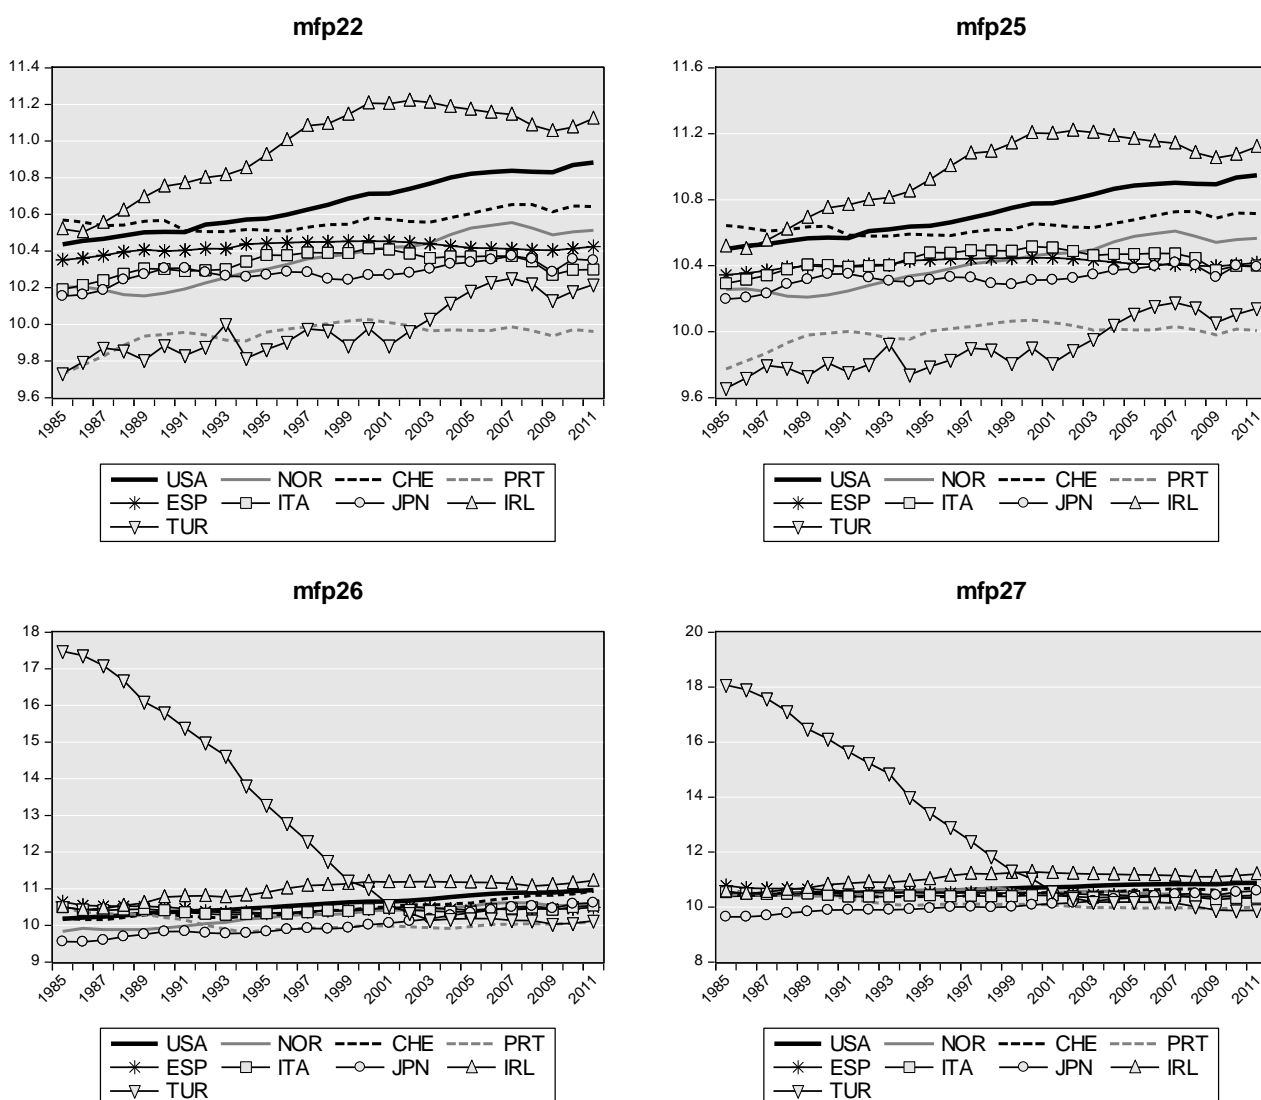 mfp22
11.4
11.2
11.0
10.8
10.6
10.4
10.2
10.0
9.8
9.6
1985 1987 1989 1991 1993 1995 1997 1999 2001 2003 2005 2007 2009 2011
USA NOR CHE PRT
ESP ITA JPN IRL
TUR
mfp25
11.6
11.2
10.8
10.4
10.0
9.6
1985 1987 1989 1991 1993 1995 1997 1999 2001 2003 2005 2007 2009 2011
USA NOR CHE PRT
ESP ITA JPN IRL
TUR
mfp26
18
17
16
15
14
13
12
11
10
9
1985 1987 1989 1991 1993 1995 1997 1999 2001 2003 2005 2007 2009 2011
USA NOR CHE PRT
ESP ITA JPN IRL
TUR
mfp27
20
18
16
14
12
10
8
1985 1987 1989 1991 1993 1995 1997 1999 2001 2003 2005 2007 2009 2011
USA NOR CHE PRT
ESP ITA JPN IRL
TUR